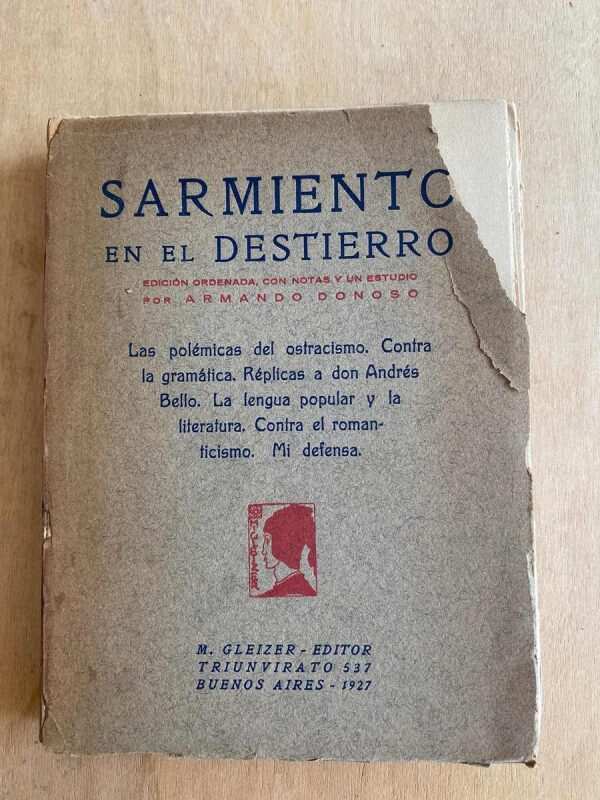 SARMIENTO
EN EL DESTIERRO
EDICIÓN ORDENADA, CON NOTAS Y UN ESTUDIO
POR ARMANDO DONOSO
Las polémicas del ostracismo. Contra
la gramática. Réplicas a don Andrés
Bello. La lengua popular y la
literatura. Contra el roman-
ticismo. Mi defensa.
M. GLEIZER - EDITOR
TRIUNVIRATO 537
BUENOS AIRES - 1927